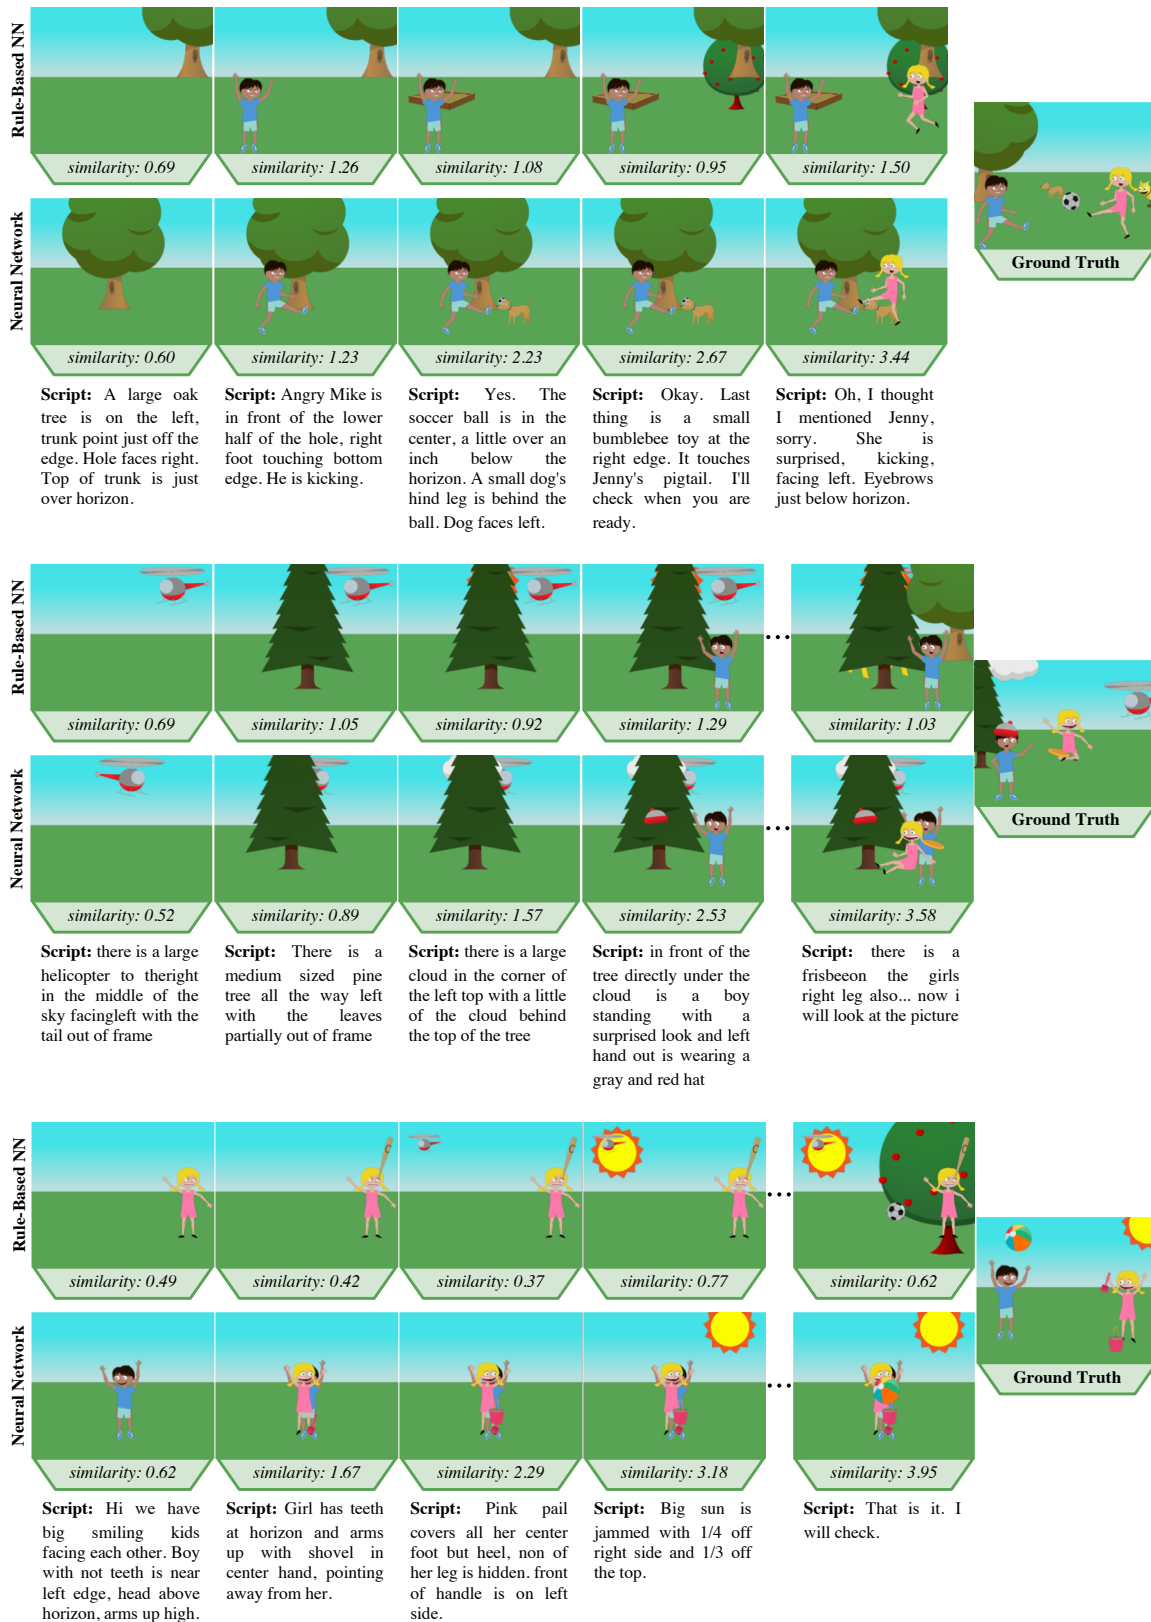 Rule-Based NN
similarity: 0.69
similarity: 1.26
similarity: 1.08
similarity: 0.95
similarity: 1.50
Neural Network
similarity: 0.60
similarity: 1.23
similarity: 2.23
similarity: 2.67
similarity: 3.44
Ground Truth
Script: A large oak
tree is on the left,
trunk point just off the
edge. Hole faces right.
Top of trunk is just
over horizon.
Script: Angry Mike is
in front of the lower
half of the hole, right
foot touching bottom
edge. He is kicking.
Script: Yes. The
soccer ball is in the
center, a little over an
inch below the
horizon. A small dog's
hind leg is behind the
ball. Dog faces left.
Script: Okay. Last
thing is a small
bumblebee toy at the
right edge. It touches
Jenny's pigtail. I'll
check when you are
ready.
Script: Oh, I thought
I mentioned Jenny,
sorry. She is
surprised, kicking,
facing left. Eyebrows
just below horizon.
Rule-Based NN
similarity: 0.69
similarity: 1.05
similarity: 0.92
similarity: 1.29
...
similarity: 1.03
Neural Network
similarity: 0.52
similarity: 0.89
similarity: 1.57
similarity: 2.53
...
similarity: 3.58
Ground Truth
Script: there is a large
helicopter to theright
in the middle of the
sky facingleft with the
tail out of frame
Script: There is a
medium sized pine
tree all the way left
with the leaves
partially out of frame
Script: there is a large
cloud in the corner of
the left top with a little
of the cloud behind
the top of the tree
Script: in front of the
tree directly under the
cloud is a boy
standing with a
surprised look and left
hand out is wearing a
gray and red hat
Script: there is a
frisbeeon the girls
right leg also... now i
will look at the picture
Rule-Based NN
similarity: 0.49
similarity: 0.42
similarity: 0.37
similarity: 0.77
...
similarity: 0.62
Neural Network
similarity: 0.62
similarity: 1.67
similarity: 2.29
similarity: 3.18
...
similarity: 3.95
Ground Truth
Script: Hi we have
big smiling kids
facing each other. Boy
with not teeth is near
left edge, head above
horizon, arms up high.
Script: Girl has teeth
at horizon and arms
up with shovel in
center hand, pointing
away from her.
Script: Pink pail
covers all her center
foot but heel, non of
her leg is hidden. front
of handle is on left
side.
Script: Big sun is
jammed with 1/4 off
right side and 1/3 off
the top.
Script: That is it. I
will check.